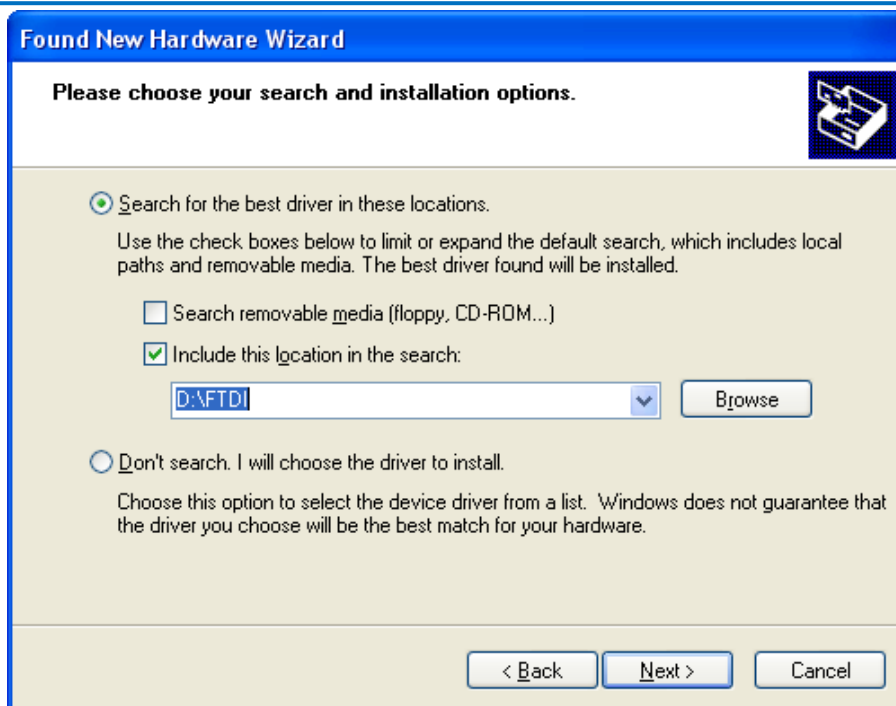 Found New Hardware Wizard
Please choose your search and installation options.
Search for the best driver in these locations.
Use the check boxes below to limit or expand the default search, which includes local
paths and removable media. The best driver found will be installed.
Search removable media (floppy, CD-ROM...)
Include this location in the search:
D:\FTDI
Browse
Don't search. I will choose the driver to install.
Choose this option to select the device driver from a list.  Windows does not guarantee that
the driver you choose will be the best match for your hardware.
< Back Next > Cancel